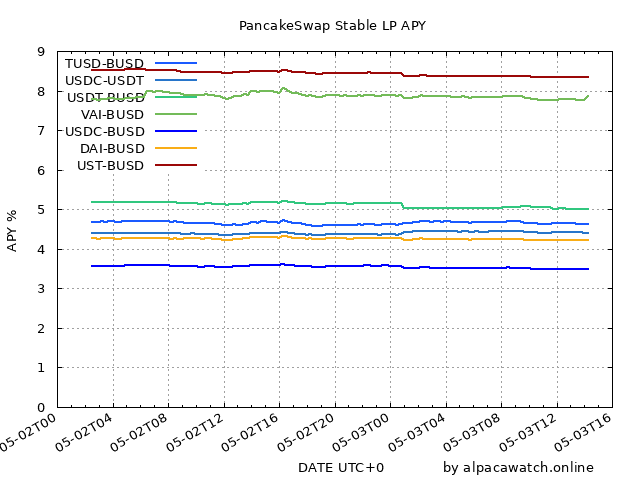 PancakeSwap Stable LP APY
9
8
7
6
5
4
3
2
1
0
APY %
TUSD-BUSD
USDC-USDT
USDT-BUSD
VAI-BUSD
USDC-BUSD
DAI-BUSD
UST-BUSD
05-02T00
05-02T04
05-02T08
05-02T12
05-02T16
05-02T20
05-03T00
05-03T04
05-03T08
05-03T12
05-03T16
DATE UTC+0
by alpacawatch.online